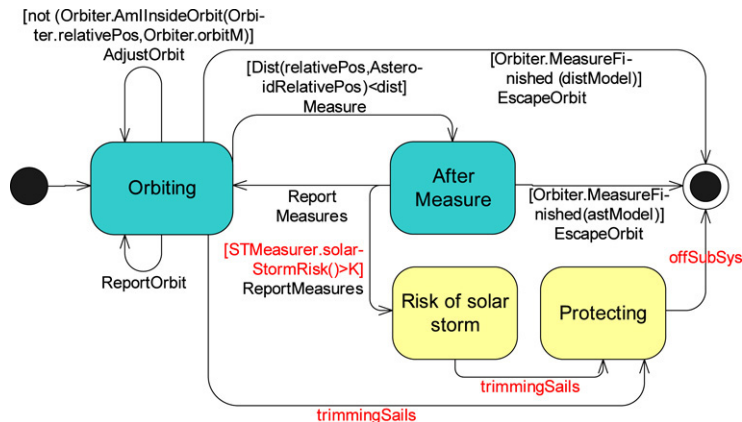 [not (Orbiter.AmIInsideOrbit(Orbi-
ter.relativePos,Orbiter.orbitM)]
AdjustOrbit
[Dist(relativePos,Astero-
idRelativePos)<dist]
Measure
[Orbiter.MeasureFi-
nished (distModel)]
EscapeOrbit
Orbiting
After
Measure
Report
Measures
[Orbiter.MeasureFi-
nished(astModel)]
EscapeOrbit
[STMeasurer.solar-
StormRisk()>K]
ReportMeasures
ReportOrbit
offSubSys
Risk of solar
storm
Protecting
trimmingSails
trimmingSails